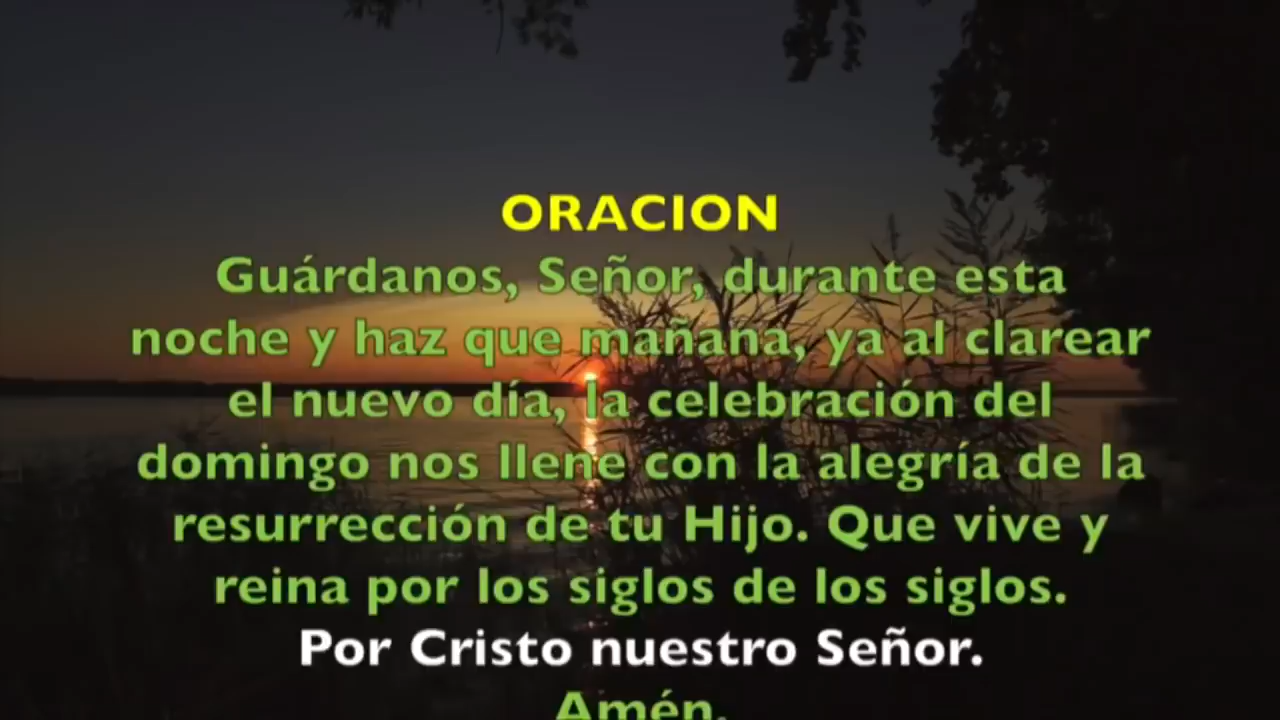 ORACION
Guárdanos, Señor, durante esta
noche y haz que mañana, ya al clarear
el nuevo día, la celebración del
domingo nos llene con la alegría de la
resurrección de tu Hijo. Que vive y
reina por los siglos de los siglos.
Por Cristo nuestro Señor.
Amén.